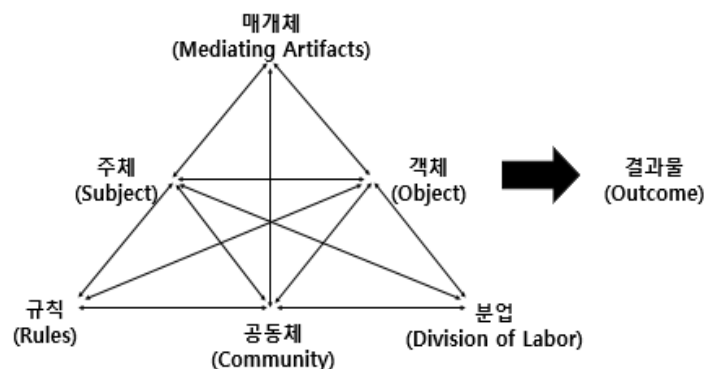 매개체
(Mediating Artifacts)
주체
(Subject)
객체
(Object)
결과물
(Outcome)
규칙
(Rules)
공동체
(Community)
분업
(Division of Labor)